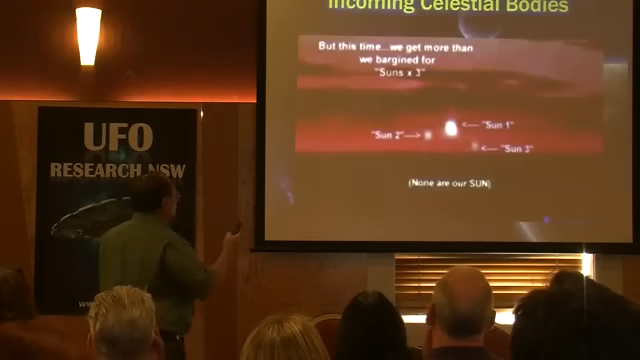 Incoming Celestial Bodies
But this time...we get more than
we bargined for
"Suns x 3"
<--- "Sun 1"
"Sun 2"--->
<--- "Sun 3"
(None are our SUN)
UFO
RESEARCH NSW